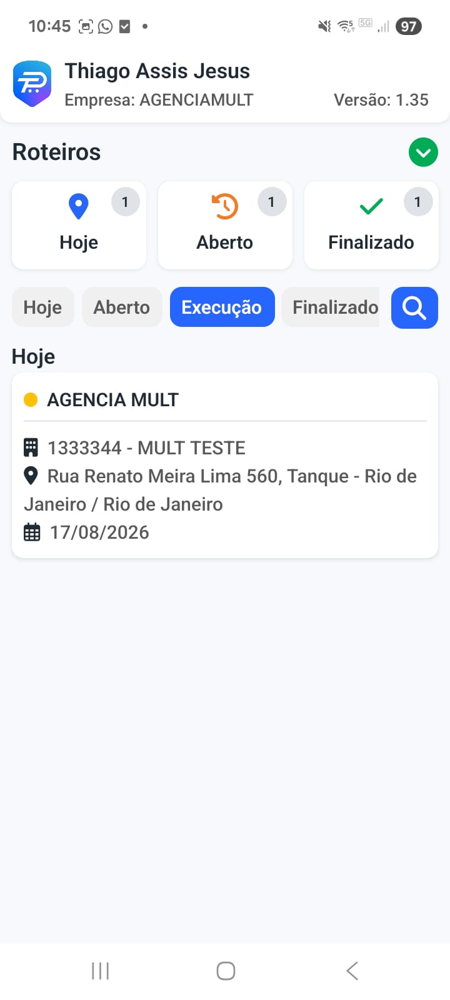 10:45
5G
97
Thiago Assis Jesus
Empresa: AGENCIAMULT
Versão: 1.35
Roteiros
1
1
1
Hoje
Aberto
Finalizado
Hoje
Aberto
Execução
Finalizado
Hoje
AGENCIA MULT
1333344 - MULT TESTE
Rua Renato Meira Lima 560, Tanque - Rio de
Janeiro / Rio de Janeiro
17/08/2026